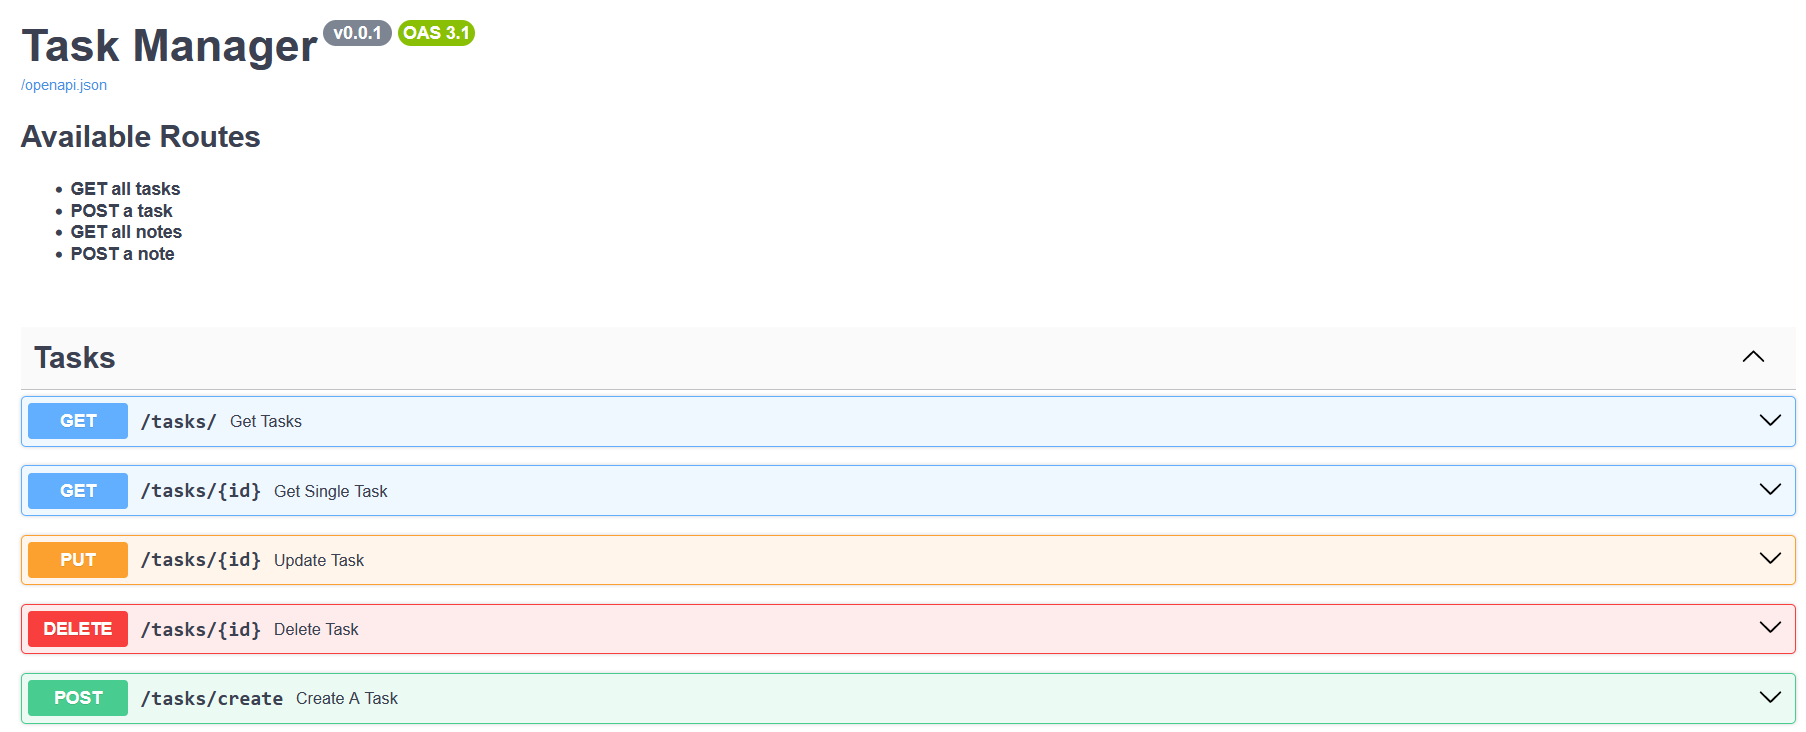 Task Manager v0.0.1 OAS 3.1
/openapi.json
Available Routes
• GET all tasks
• POST a task
• GET all notes
• POST a note
Tasks
GET /tasks/ Get Tasks
GET /tasks/{id} Get Single Task
PUT /tasks/{id} Update Task
DELETE /tasks/{id} Delete Task
POST /tasks/create Create A Task